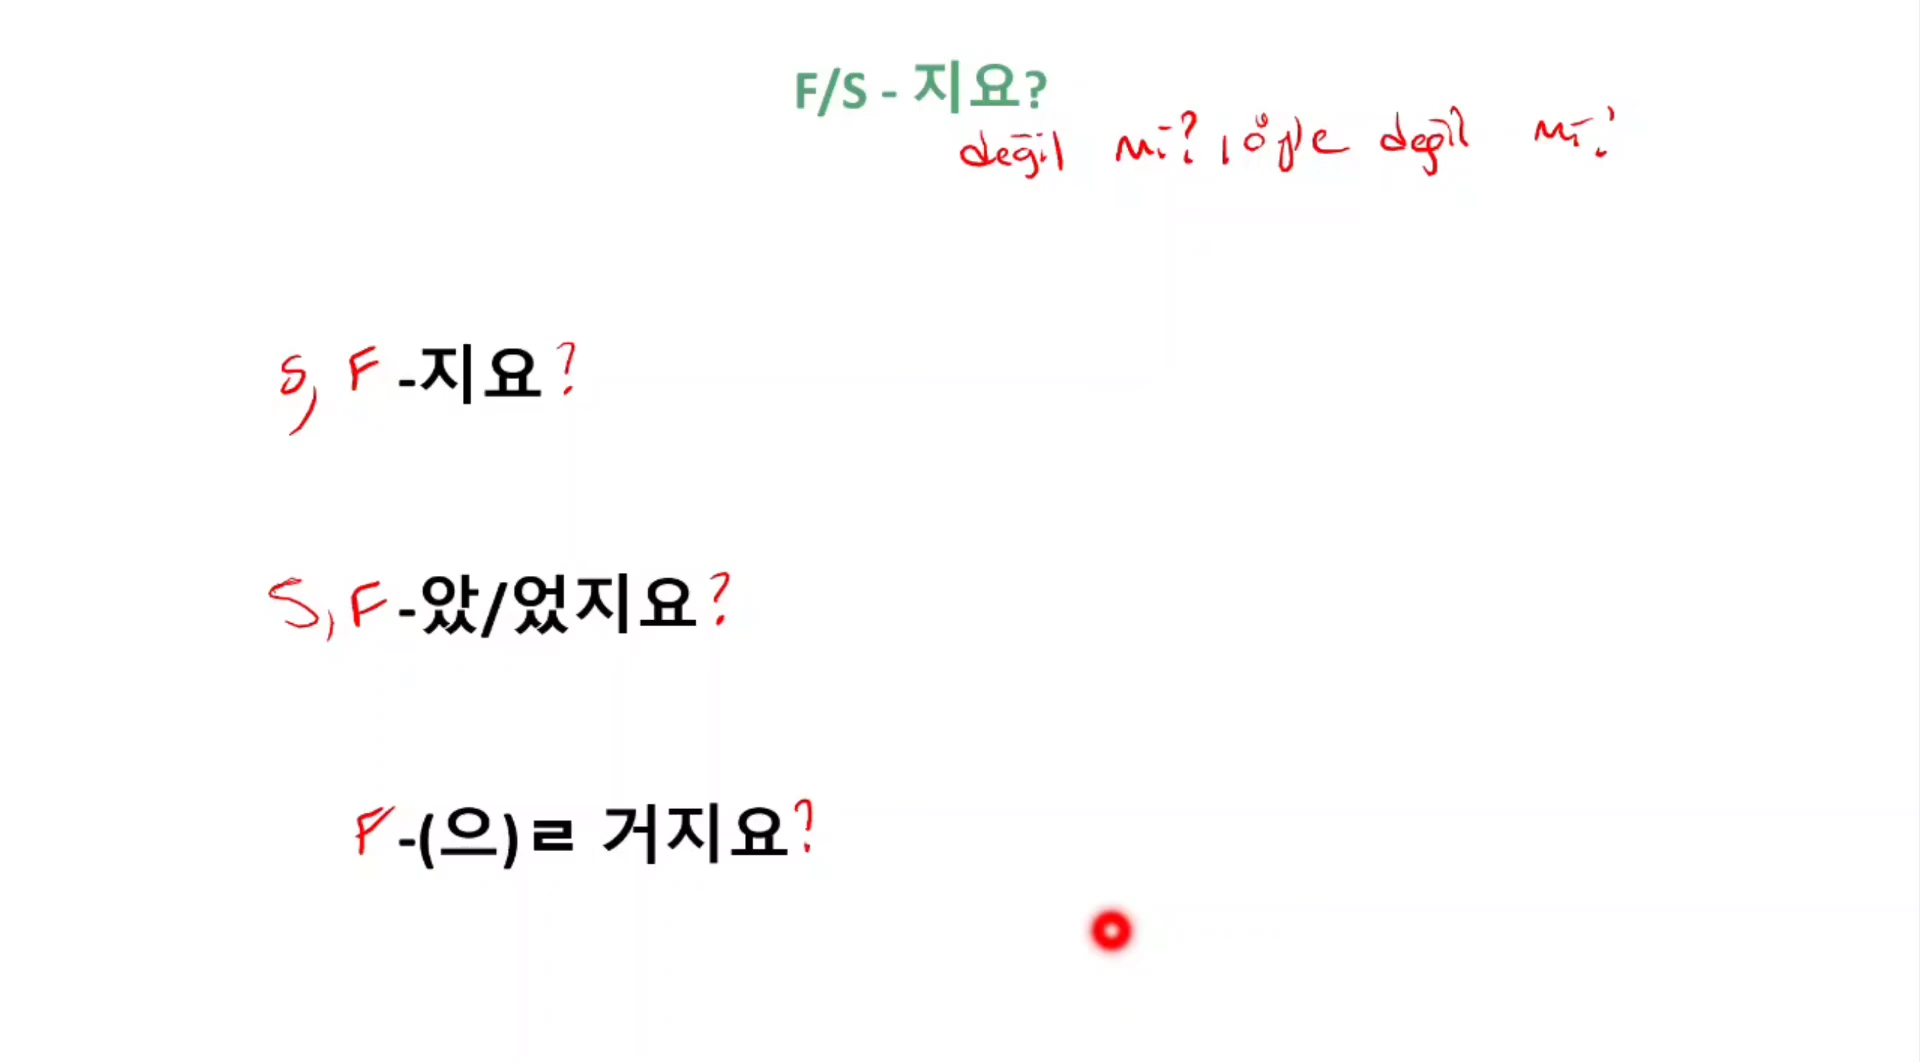 F/S - 지요?
değil mi?, öyle değil mi?
S, F -지요?
S, F -았/었지요?
F -(으)ㄹ 거지요?